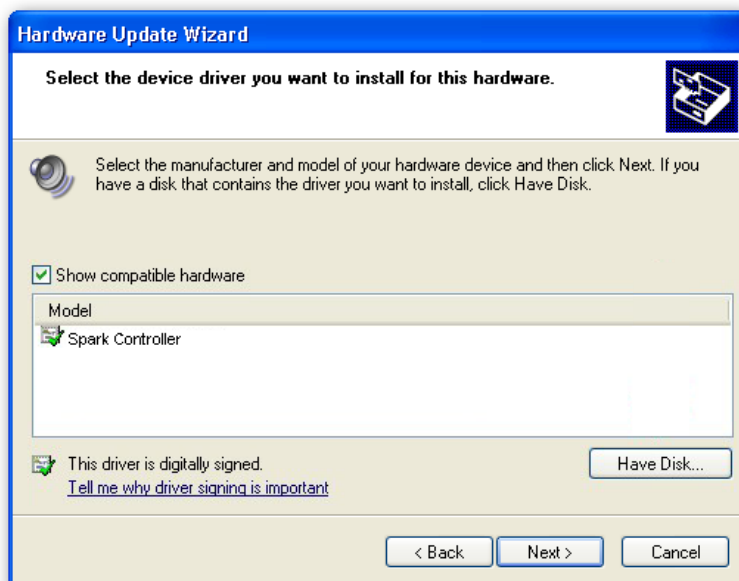 Hardware Update Wizard
Select the device driver you want to install for this hardware.
Select the manufacturer and model of your hardware device and then click Next. If you
have a disk that contains the driver you want to install, click Have Disk.
Show compatible hardware
Model
Spark Controller
This driver is digitally signed.
Have Disk...
Tell me why driver signing is important
< Back
Next >
Cancel